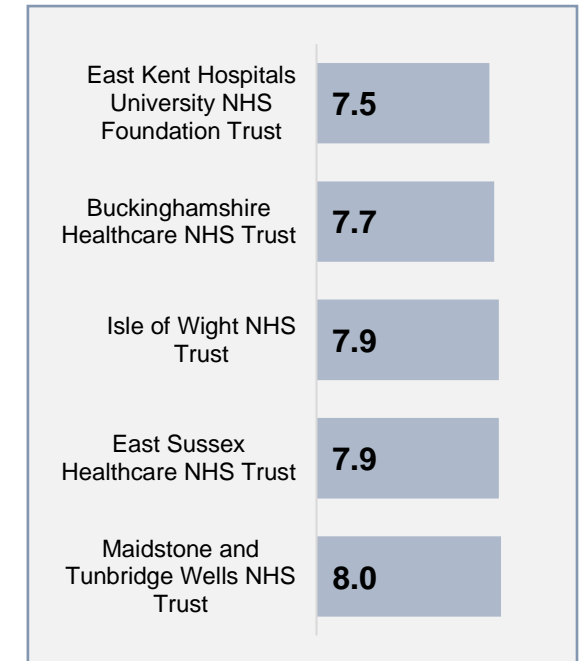 East Kent Hospitals
University NHS
Foundation Trust
7.5
Buckinghamshire
Healthcare NHS Trust
7.7
Isle of Wight NHS
Trust
7.9
East Sussex
Healthcare NHS Trust
7.9
Maidstone and
Tunbridge Wells NHS
Trust
8.0